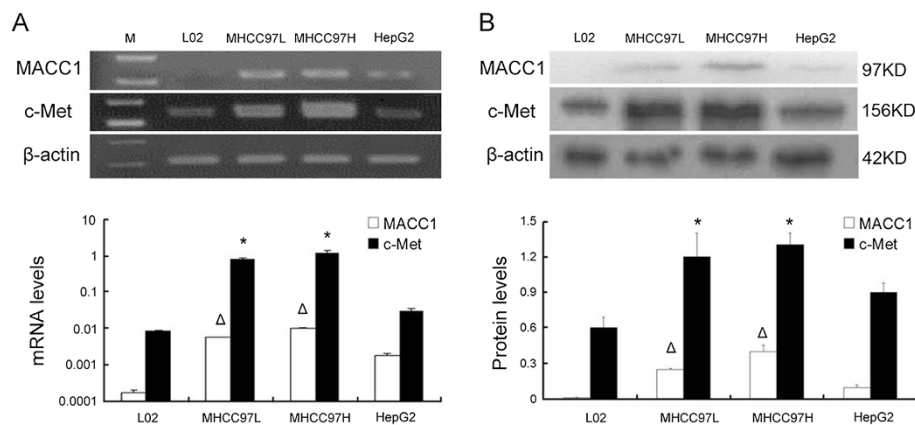 A
M L02 MHCC97L MHCC97H HepG2
MACC1
c-Met
β-actin
mRNA levels
10
1
0.1
0.01
0.001
0.0001
MACC1
c-Met
* *
Δ Δ
L02 MHCC97L MHCC97H HepG2
B
L02 MHCC97L MHCC97H HepG2
MACC1 97KD
c-Met 156KD
β-actin 42KD
Protein levels
1.5
1.2
0.9
0.6
0.3
0
MACC1
c-Met
* *
Δ Δ
L02 MHCC97L MHCC97H HepG2